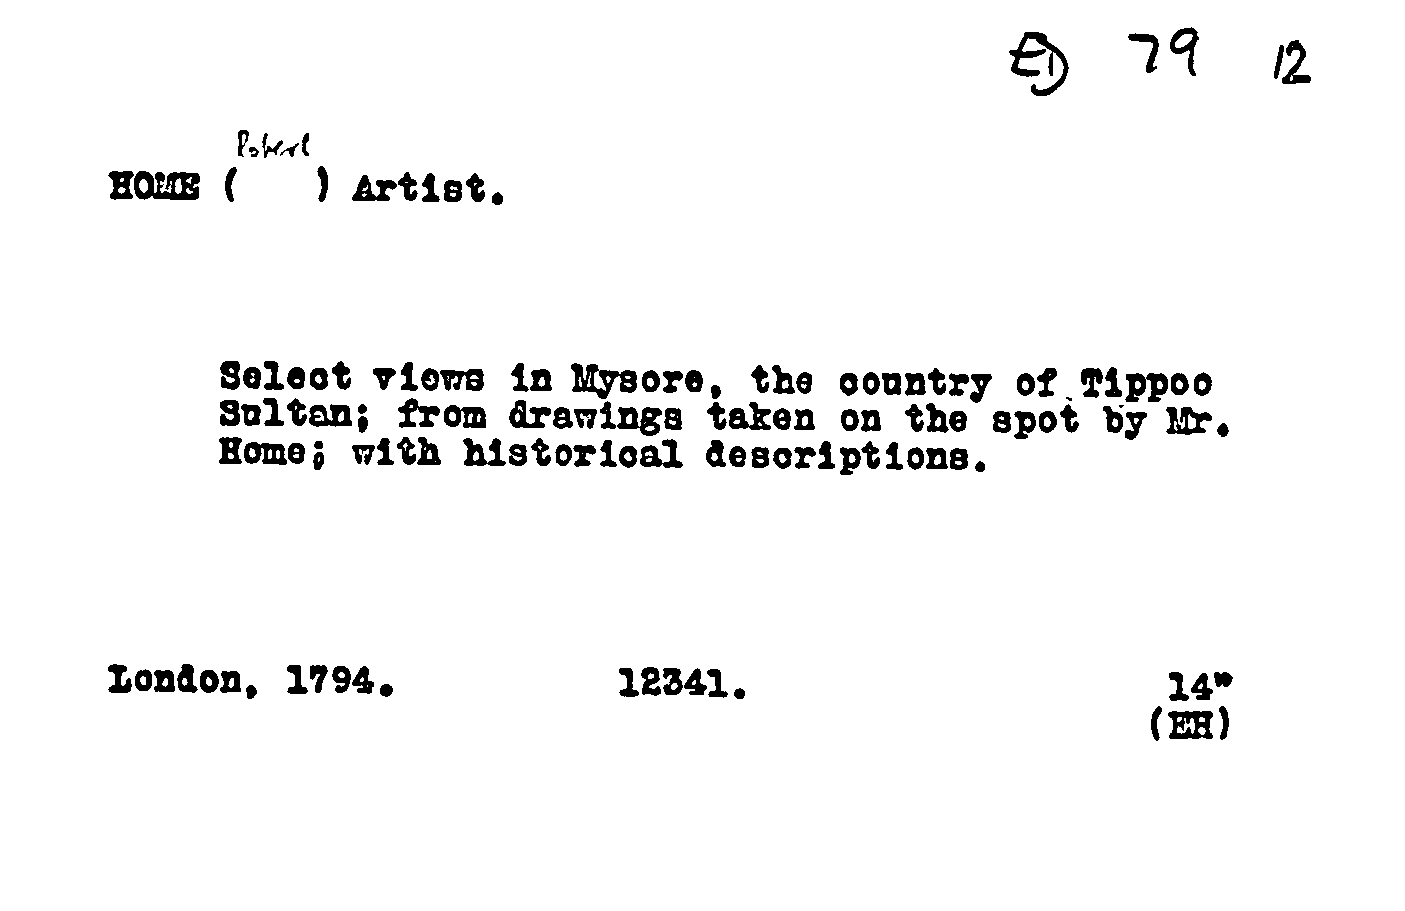 ED 79 12
Robert
HOME ( ) Artist.
Select views in Mysore, the country of Tippoo
Sultan; from drawings taken on the spot by Mr.
Home; with historical descriptions.
London, 1794. 12341. 14"
(EH)